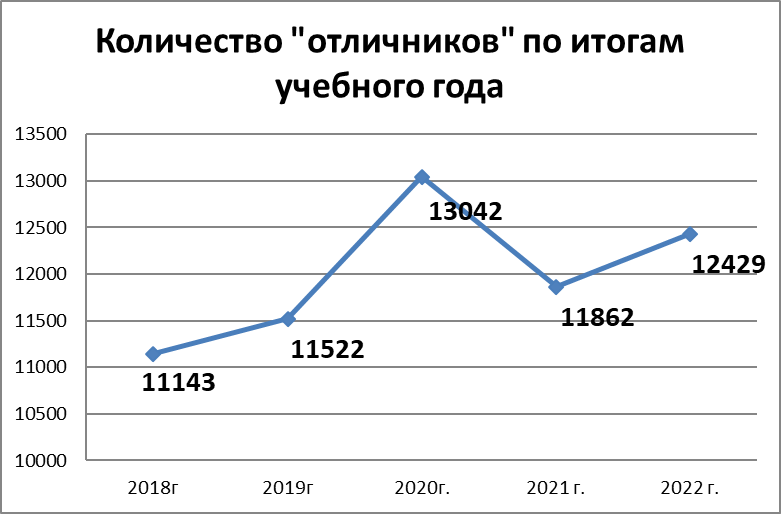 Количество "отличников" по итогам
учебного года
13500
13000
12500
12000
11500
11000
10500
10000
11143
11522
13042
11862
12429
2018г
2019г
2020г.
2021 г.
2022 г.